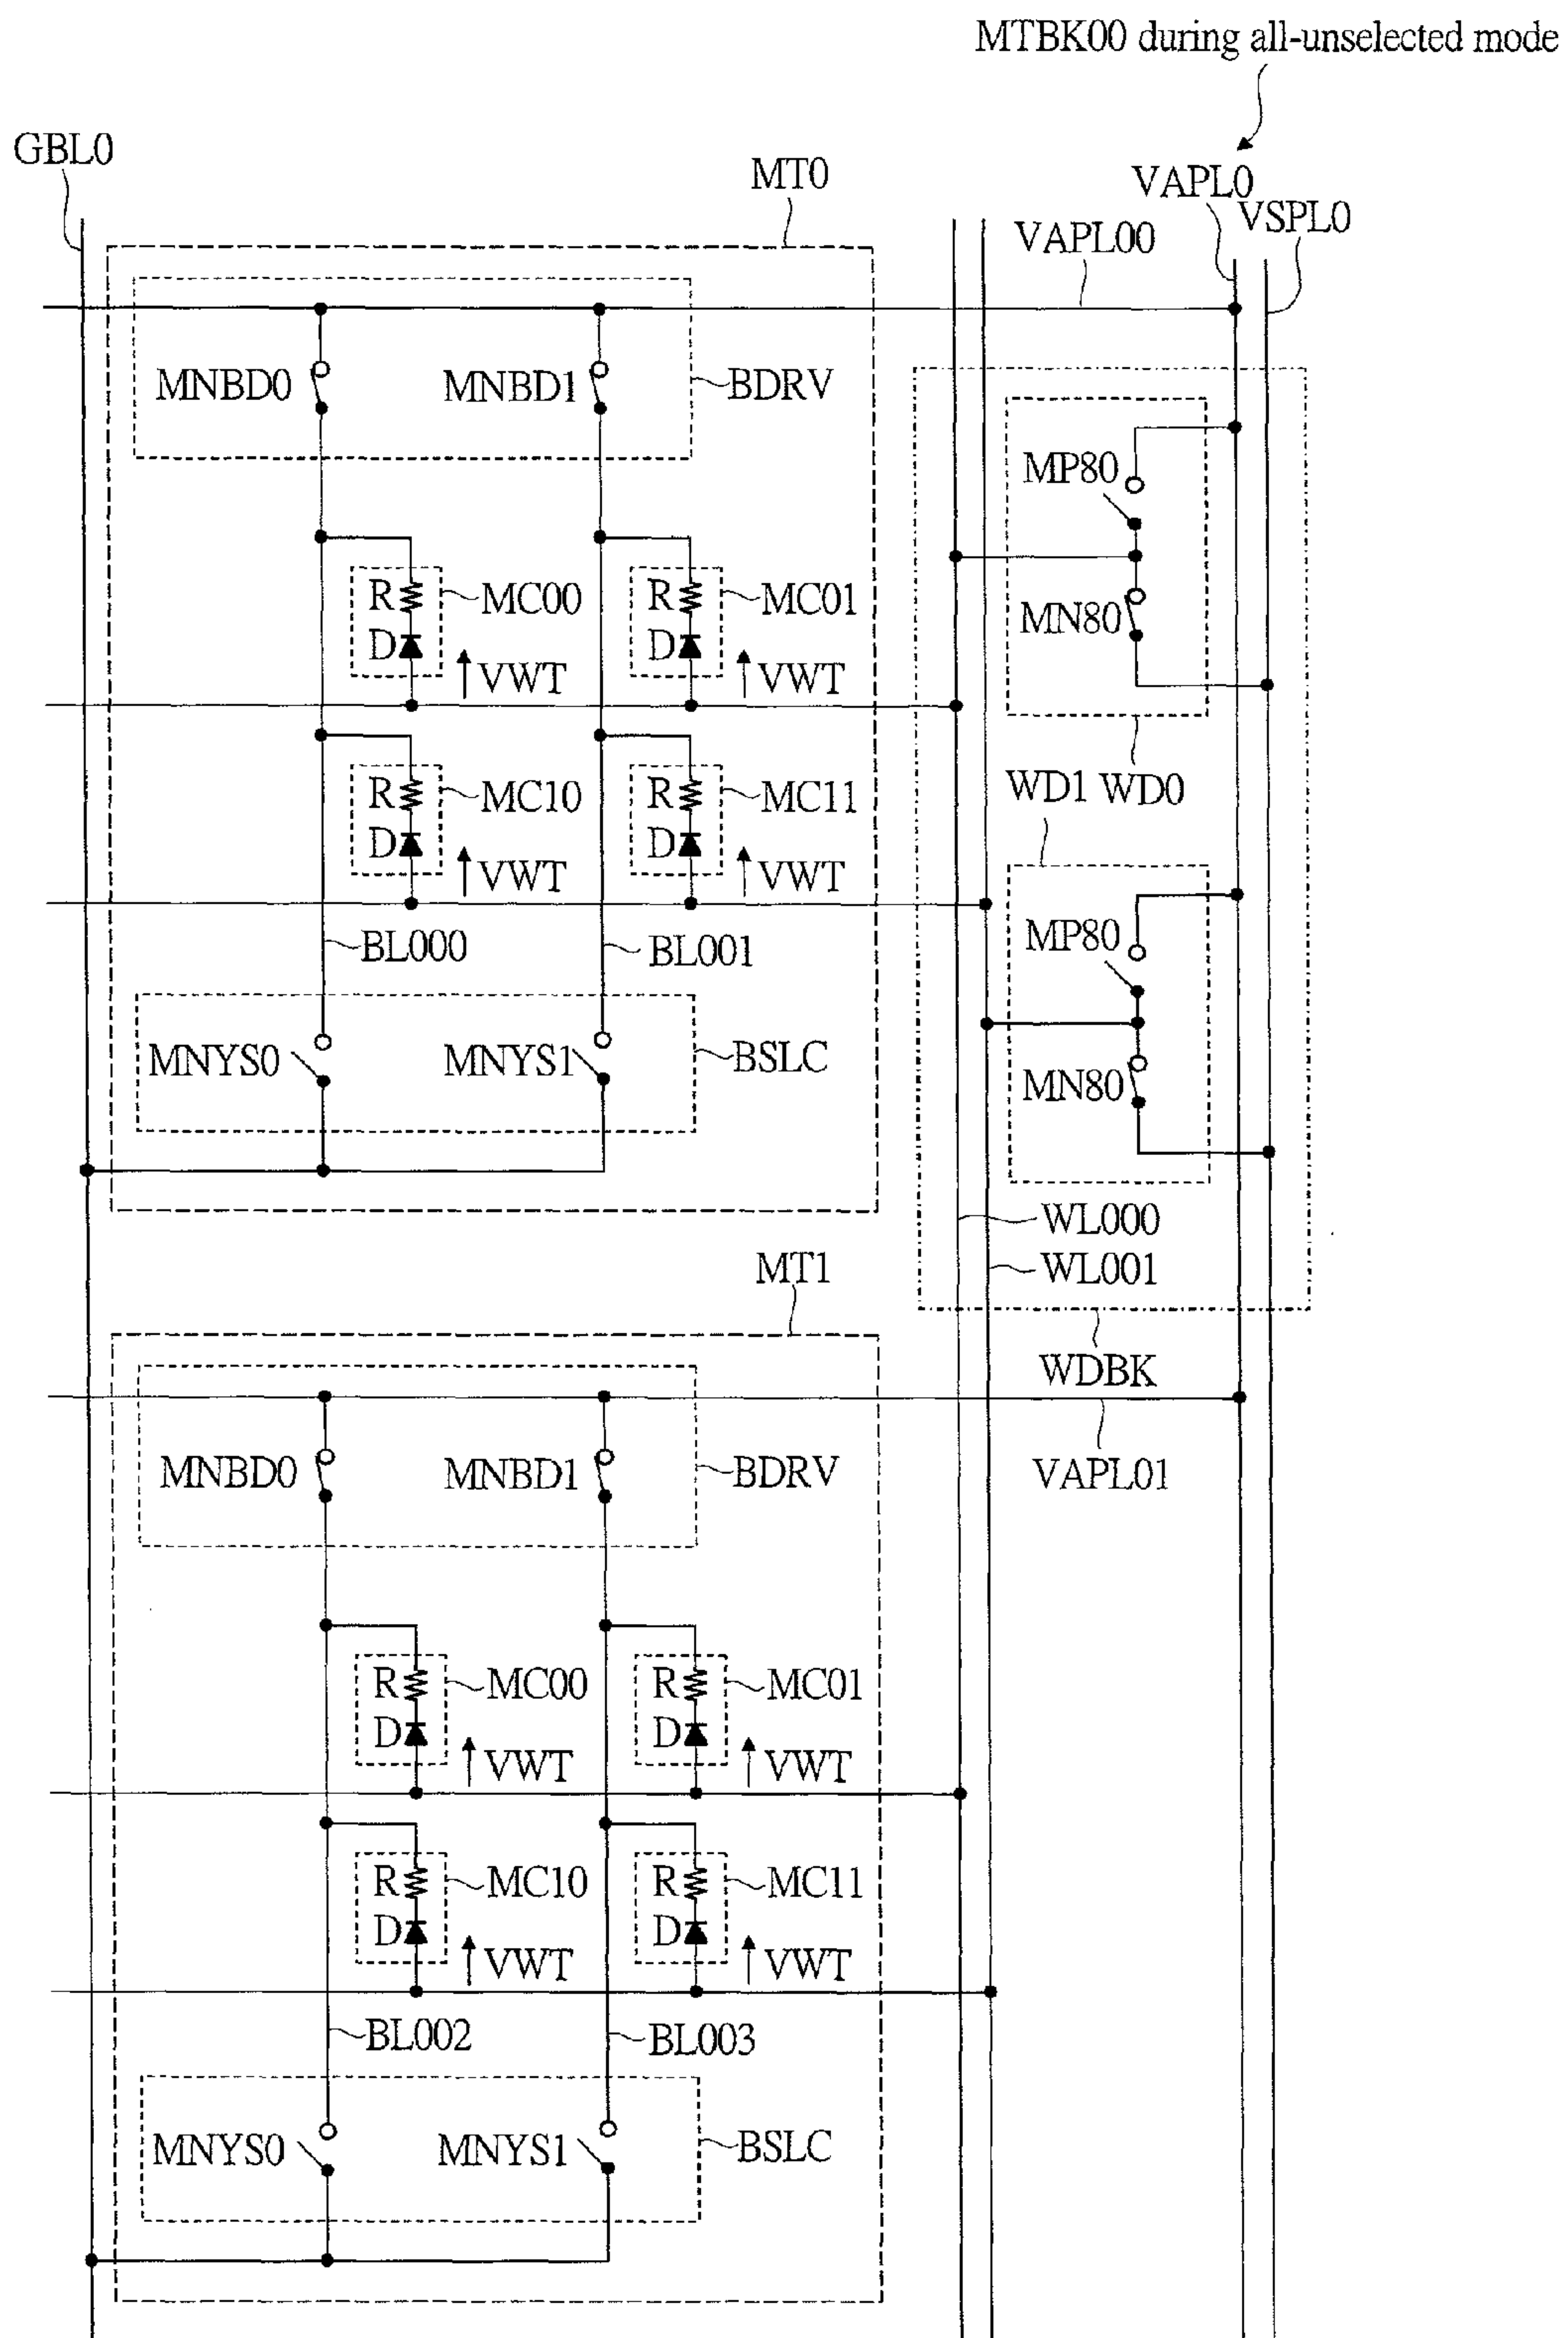 MTBK00 during all-unselected mode
GBL0
MT0
VAPL0
VSPL0
VAPL00
MNBD0
MNBD1
BDRV
MP80
R
MC00
R
MC01
MN80
D
VWT
D
VWT
R
MC10
R
MC11
WD1
WD0
D
VWT
D
VWT
BL000
BL001
MP80
MNYS0
MNYS1
BSLC
MN80
WL000
WL001
MT1
WDBK
MNBD0
MNBD1
BDRV
VAPL01
R
MC00
R
MC01
D
VWT
D
VWT
R
MC10
R
MC11
D
VWT
D
VWT
BL002
BL003
MNYS0
MNYS1
BSLC